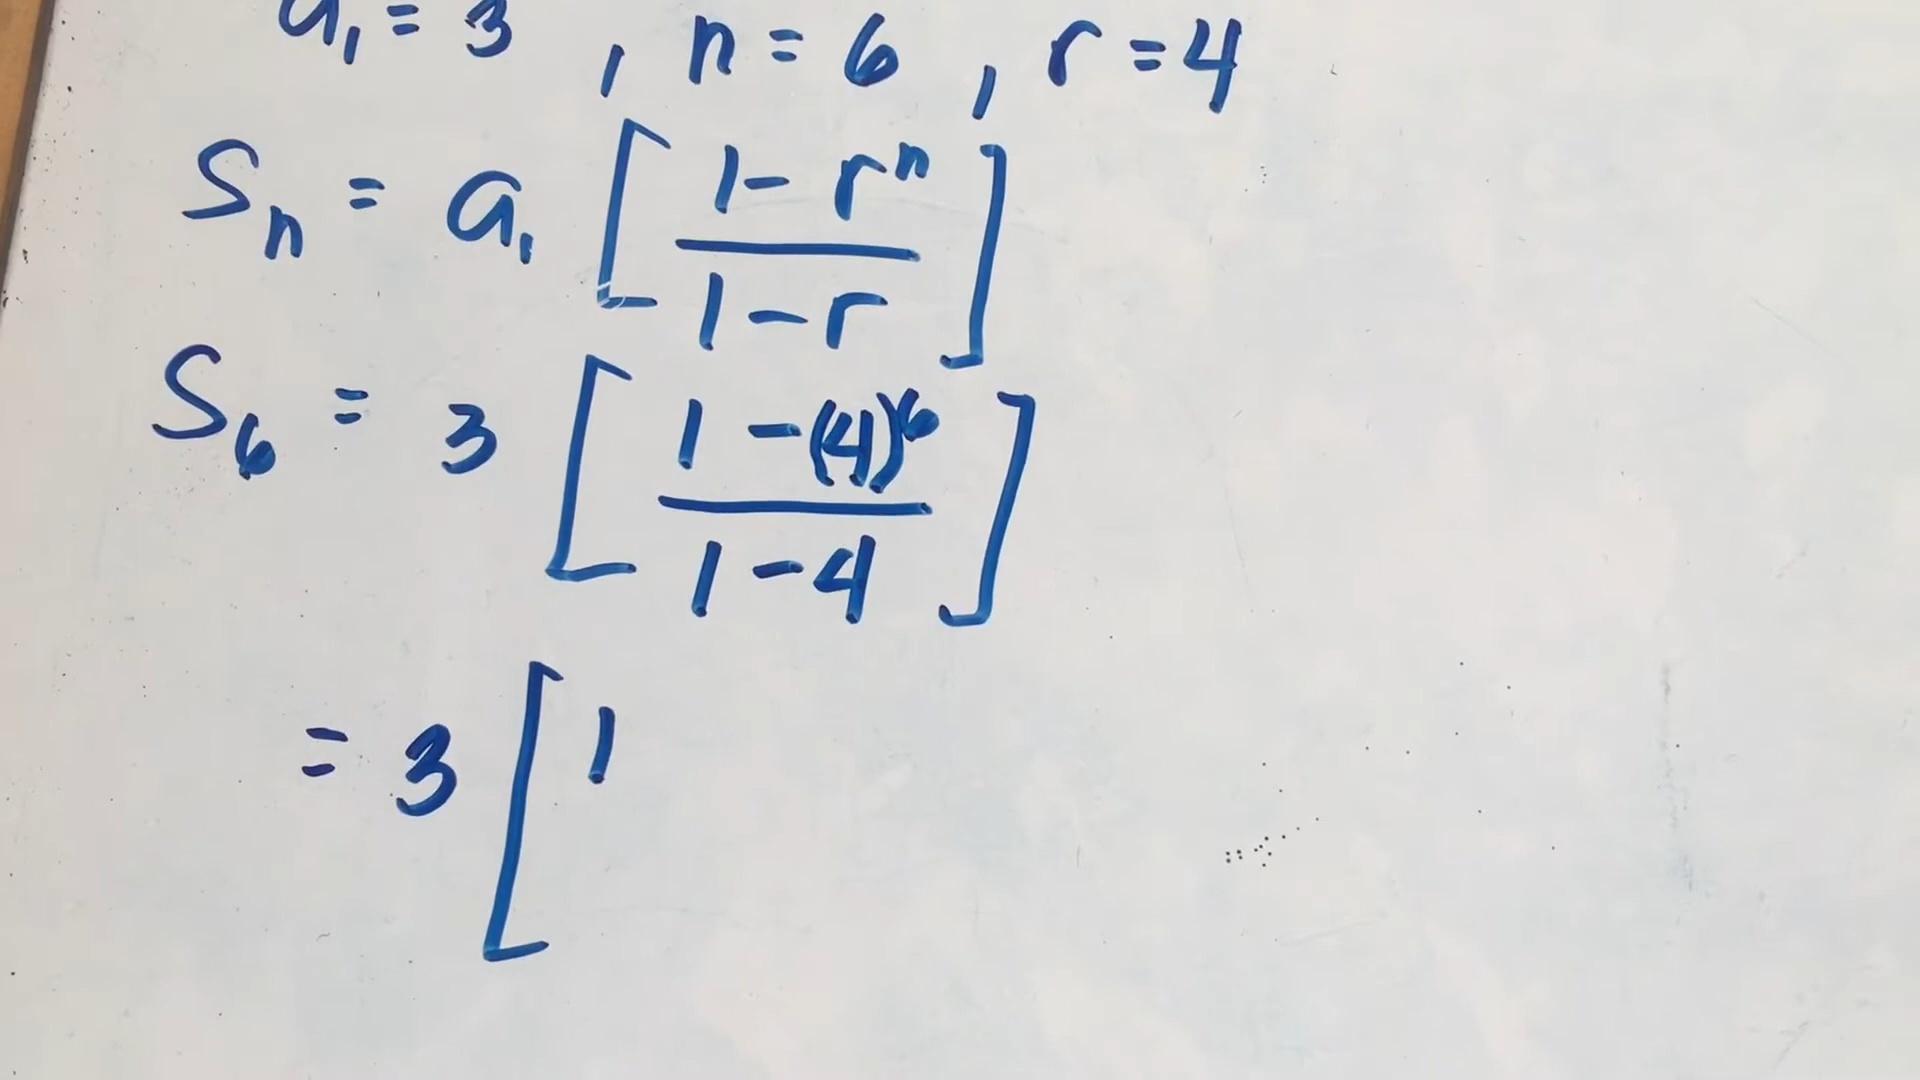 a₁ = 3 , n = 6 , r = 4
Sₙ = a₁ [ (1 - rⁿ) / (1 - r) ]
S₆ = 3 [ (1 - (4)⁶) / (1 - 4) ]
= 3 [ 1